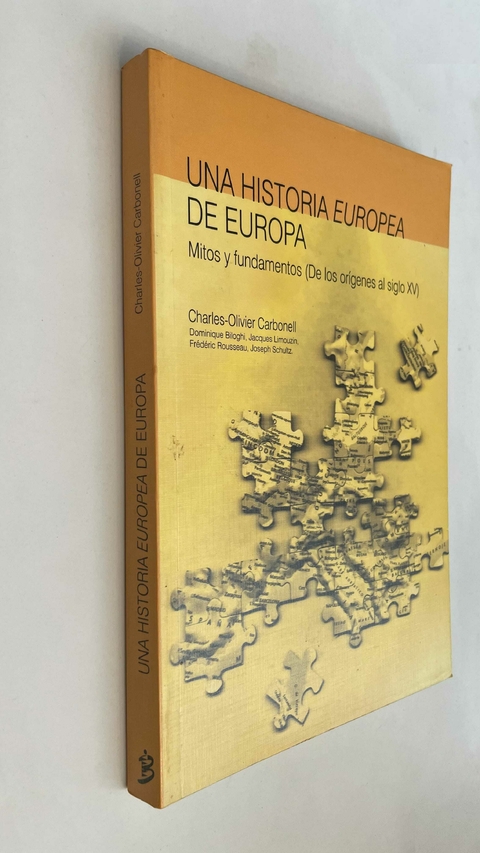 UNA HISTORIA EUROPEA
DE EUROPA
Mitos y fundamentos (De los orígenes al siglo XV)
Charles-Olivier Carbonell
Dominique Biloghi, Jacques Limouzin,
Frédéric Rousseau, Joseph Schultz.
UNA HISTORIA EUROPEA DE EUROPA
Charles-Olivier Carbonell